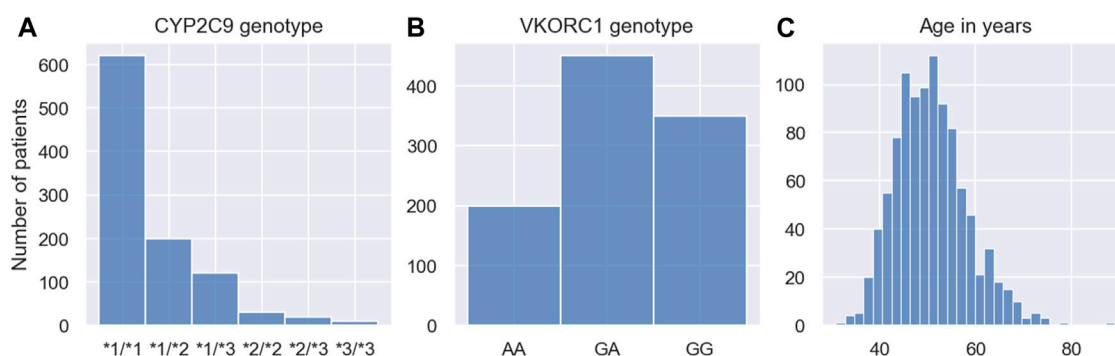 A CYP2C9 genotype
B VKORC1 genotype
C Age in years
Number of patients
600
500
400
300
200
100
0
*1/*1 *1/*2 *1/*3 *2/*2 *2/*3 *3/*3
400
300
200
100
0
AA GA GG
100
80
60
40
20
0
40 60 80